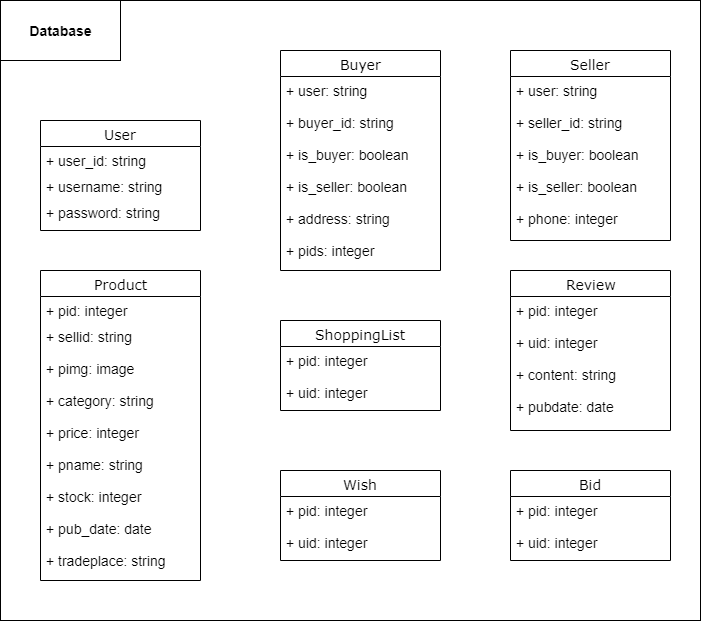 Database
User
+ user_id: string
+ username: string
+ password: string
Buyer
+ user: string
+ buyer_id: string
+ is_buyer: boolean
+ is_seller: boolean
+ address: string
+ pids: integer
Seller
+ user: string
+ seller_id: string
+ is_buyer: boolean
+ is_seller: boolean
+ phone: integer
Product
+ pid: integer
+ sellid: string
+ pimg: image
+ category: string
+ price: integer
+ pname: string
+ stock: integer
+ pub_date: date
+ tradeplace: string
ShoppingList
+ pid: integer
+ uid: integer
Review
+ pid: integer
+ uid: integer
+ content: string
+ pubdate: date
Wish
+ pid: integer
+ uid: integer
Bid
+ pid: integer
+ uid: integer